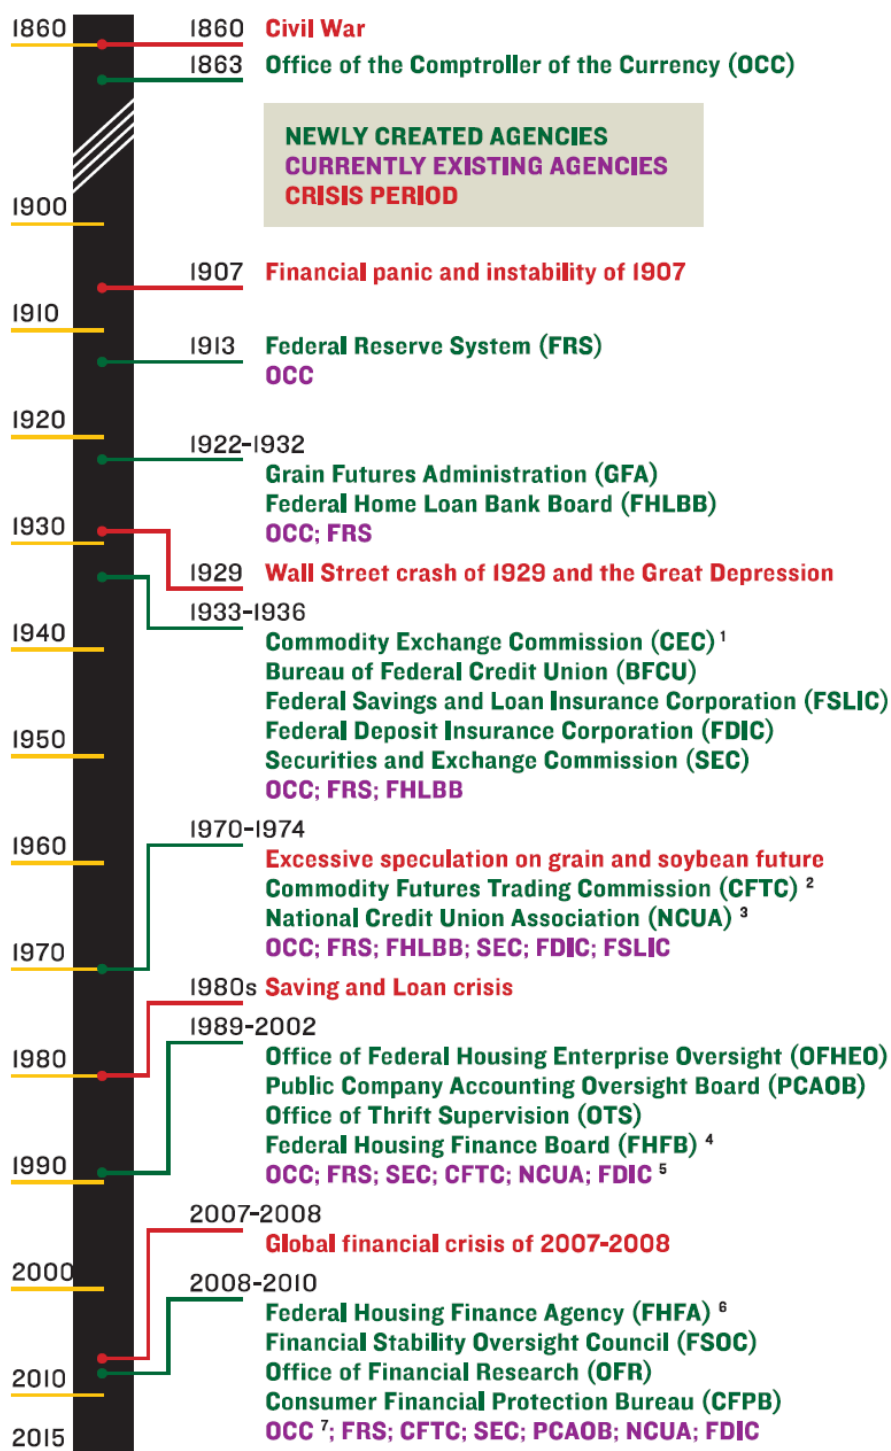 1860
1860 Civil War
1863 Office of the Comptroller of the Currency (OCC)
NEWLY CREATED AGENCIES
CURRENTLY EXISTING AGENCIES
CRISIS PERIOD
1900
1907 Financial panic and instability of 1907
1910
1913 Federal Reserve System (FRS)
OCC
1920
1922-1932
Grain Futures Administration (GFA)
Federal Home Loan Bank Board (FHLBB)
OCC; FRS
1930
1929 Wall Street crash of 1929 and the Great Depression
1933-1936
1940
Commodity Exchange Commission (CEC) 1
Bureau of Federal Credit Union (BFCU)
Federal Savings and Loan Insurance Corporation (FSLIC)
Federal Deposit Insurance Corporation (FDIC)
1950
Securities and Exchange Commission (SEC)
OCC; FRS; FHLBB
1970-1974
1960
Excessive speculation on grain and soybean future
Commodity Futures Trading Commission (CFTC) 2
National Credit Union Association (NCUA) 3
OCC; FRS; FHLBB; SEC; FDIC; FSLIC
1970
1980s Saving and Loan crisis
1989-2002
1980
Office of Federal Housing Enterprise Oversight (OFHEO)
Public Company Accounting Oversight Board (PCAOB)
Office of Thrift Supervision (OTS)
Federal Housing Finance Board (FHFB) 4
1990
OCC; FRS; SEC; CFTC; NCUA; FDIC 5
2007-2008
Global financial crisis of 2007-2008
2000
2008-2010
Federal Housing Finance Agency (FHFA) 6
Financial Stability Oversight Council (FSOC)
Office of Financial Research (OFR)
2010
Consumer Financial Protection Bureau (CFPB)
OCC 7; FRS; CFTC; SEC; PCAOB; NCUA; FDIC
2015